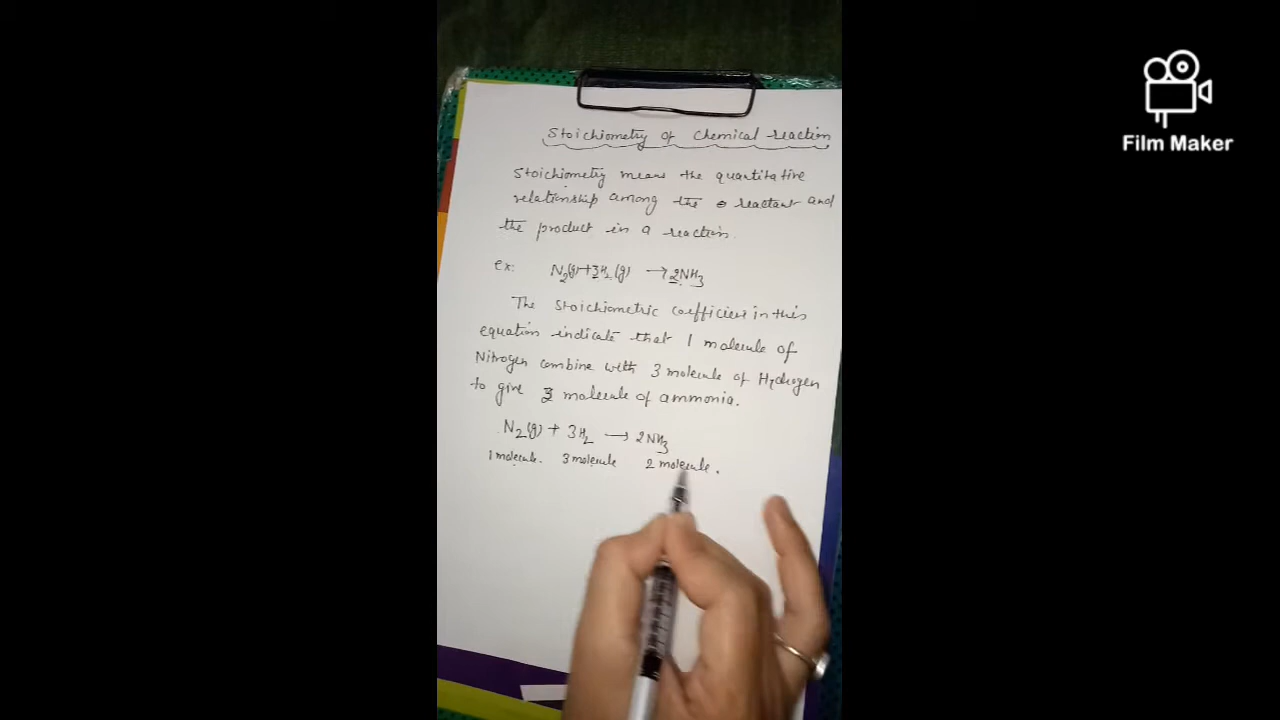 Stoichiometry of Chemical reaction
Stoichiometry means the quantitative
relationship among the reactant and
the product in a reaction.
ex: N2(g)+3H2(g) → 2NH3
The stoichiometric coefficient in this
equation indicate that 1 molecule of
Nitrogen combine with 3 molecule of Hydrogen
to give molecule of ammonia.
N2(g) + 3H2 → 2NH3
1 molecule. 3 molecule 2 molecule.
Film Maker